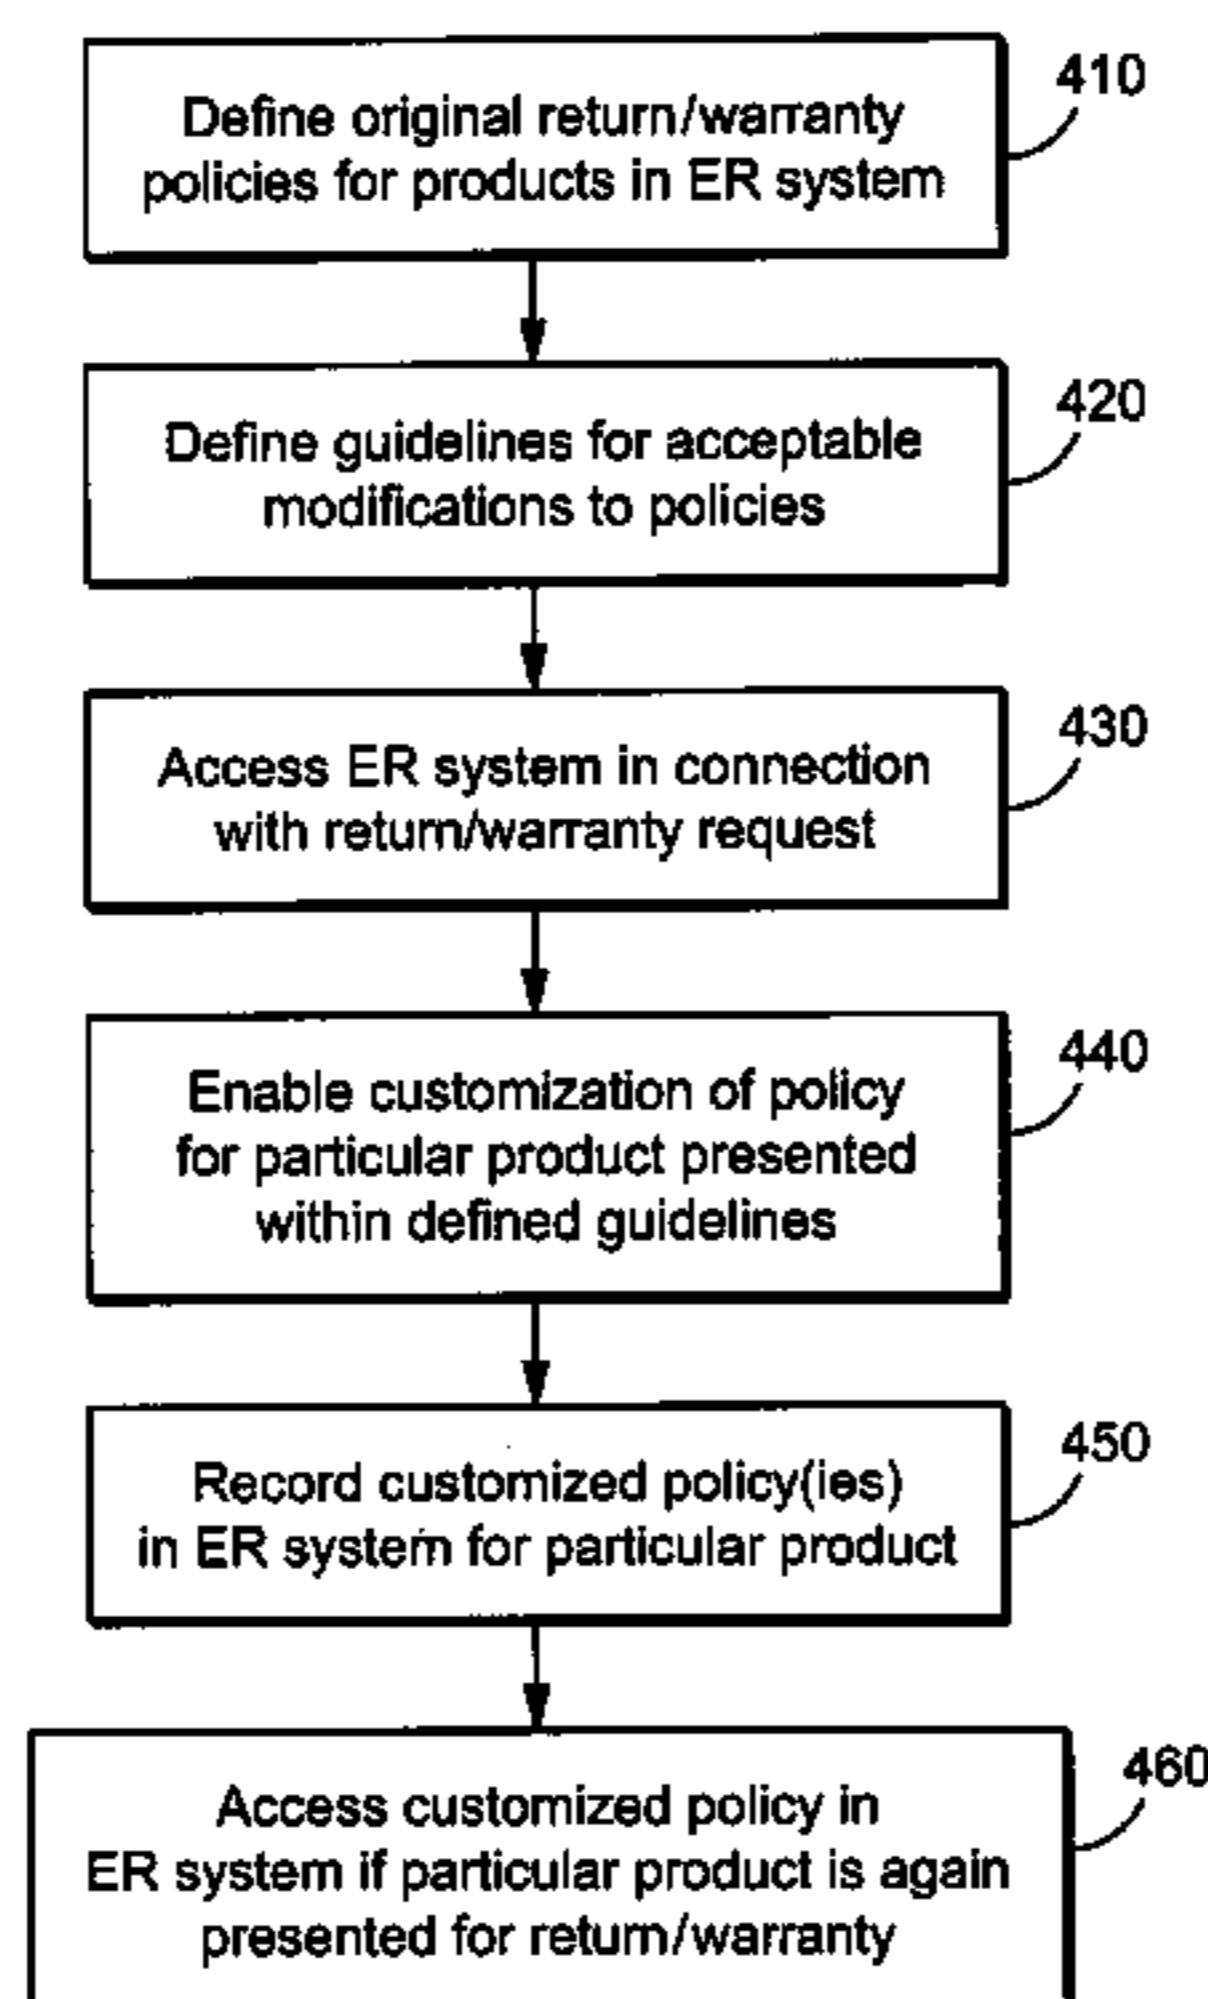 410
Define original return/warranty
policies for products in ER system
420
Define guidelines for acceptable
modifications to policies
430
Access ER system in connection
with return/warranty request
440
Enable customization of policy
for particular product presented
within defined guidelines
450
Record customized policy(ies)
in ER system for particular product
460
Access customized policy in
ER system if particular product is again
presented for return/warranty